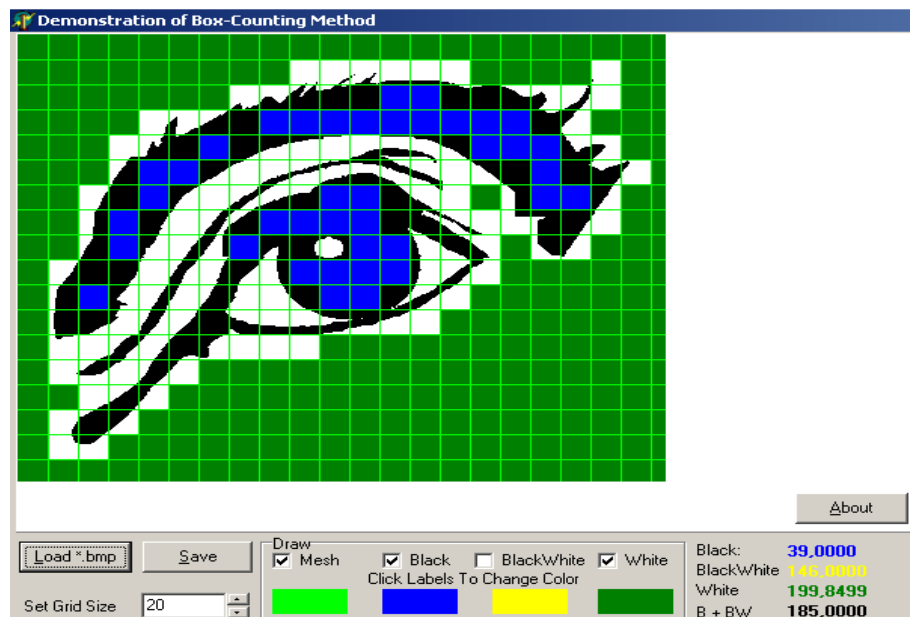 Demonstration of Box-Counting Method
About
Load *.bmp
Save
Set Grid Size
20
Draw
Mesh
Black
BlackWhite
White
Click Labels To Change Color
Black: 39,0000
BlackWhite 146,0000
White 199,8499
B + BW 185,0000